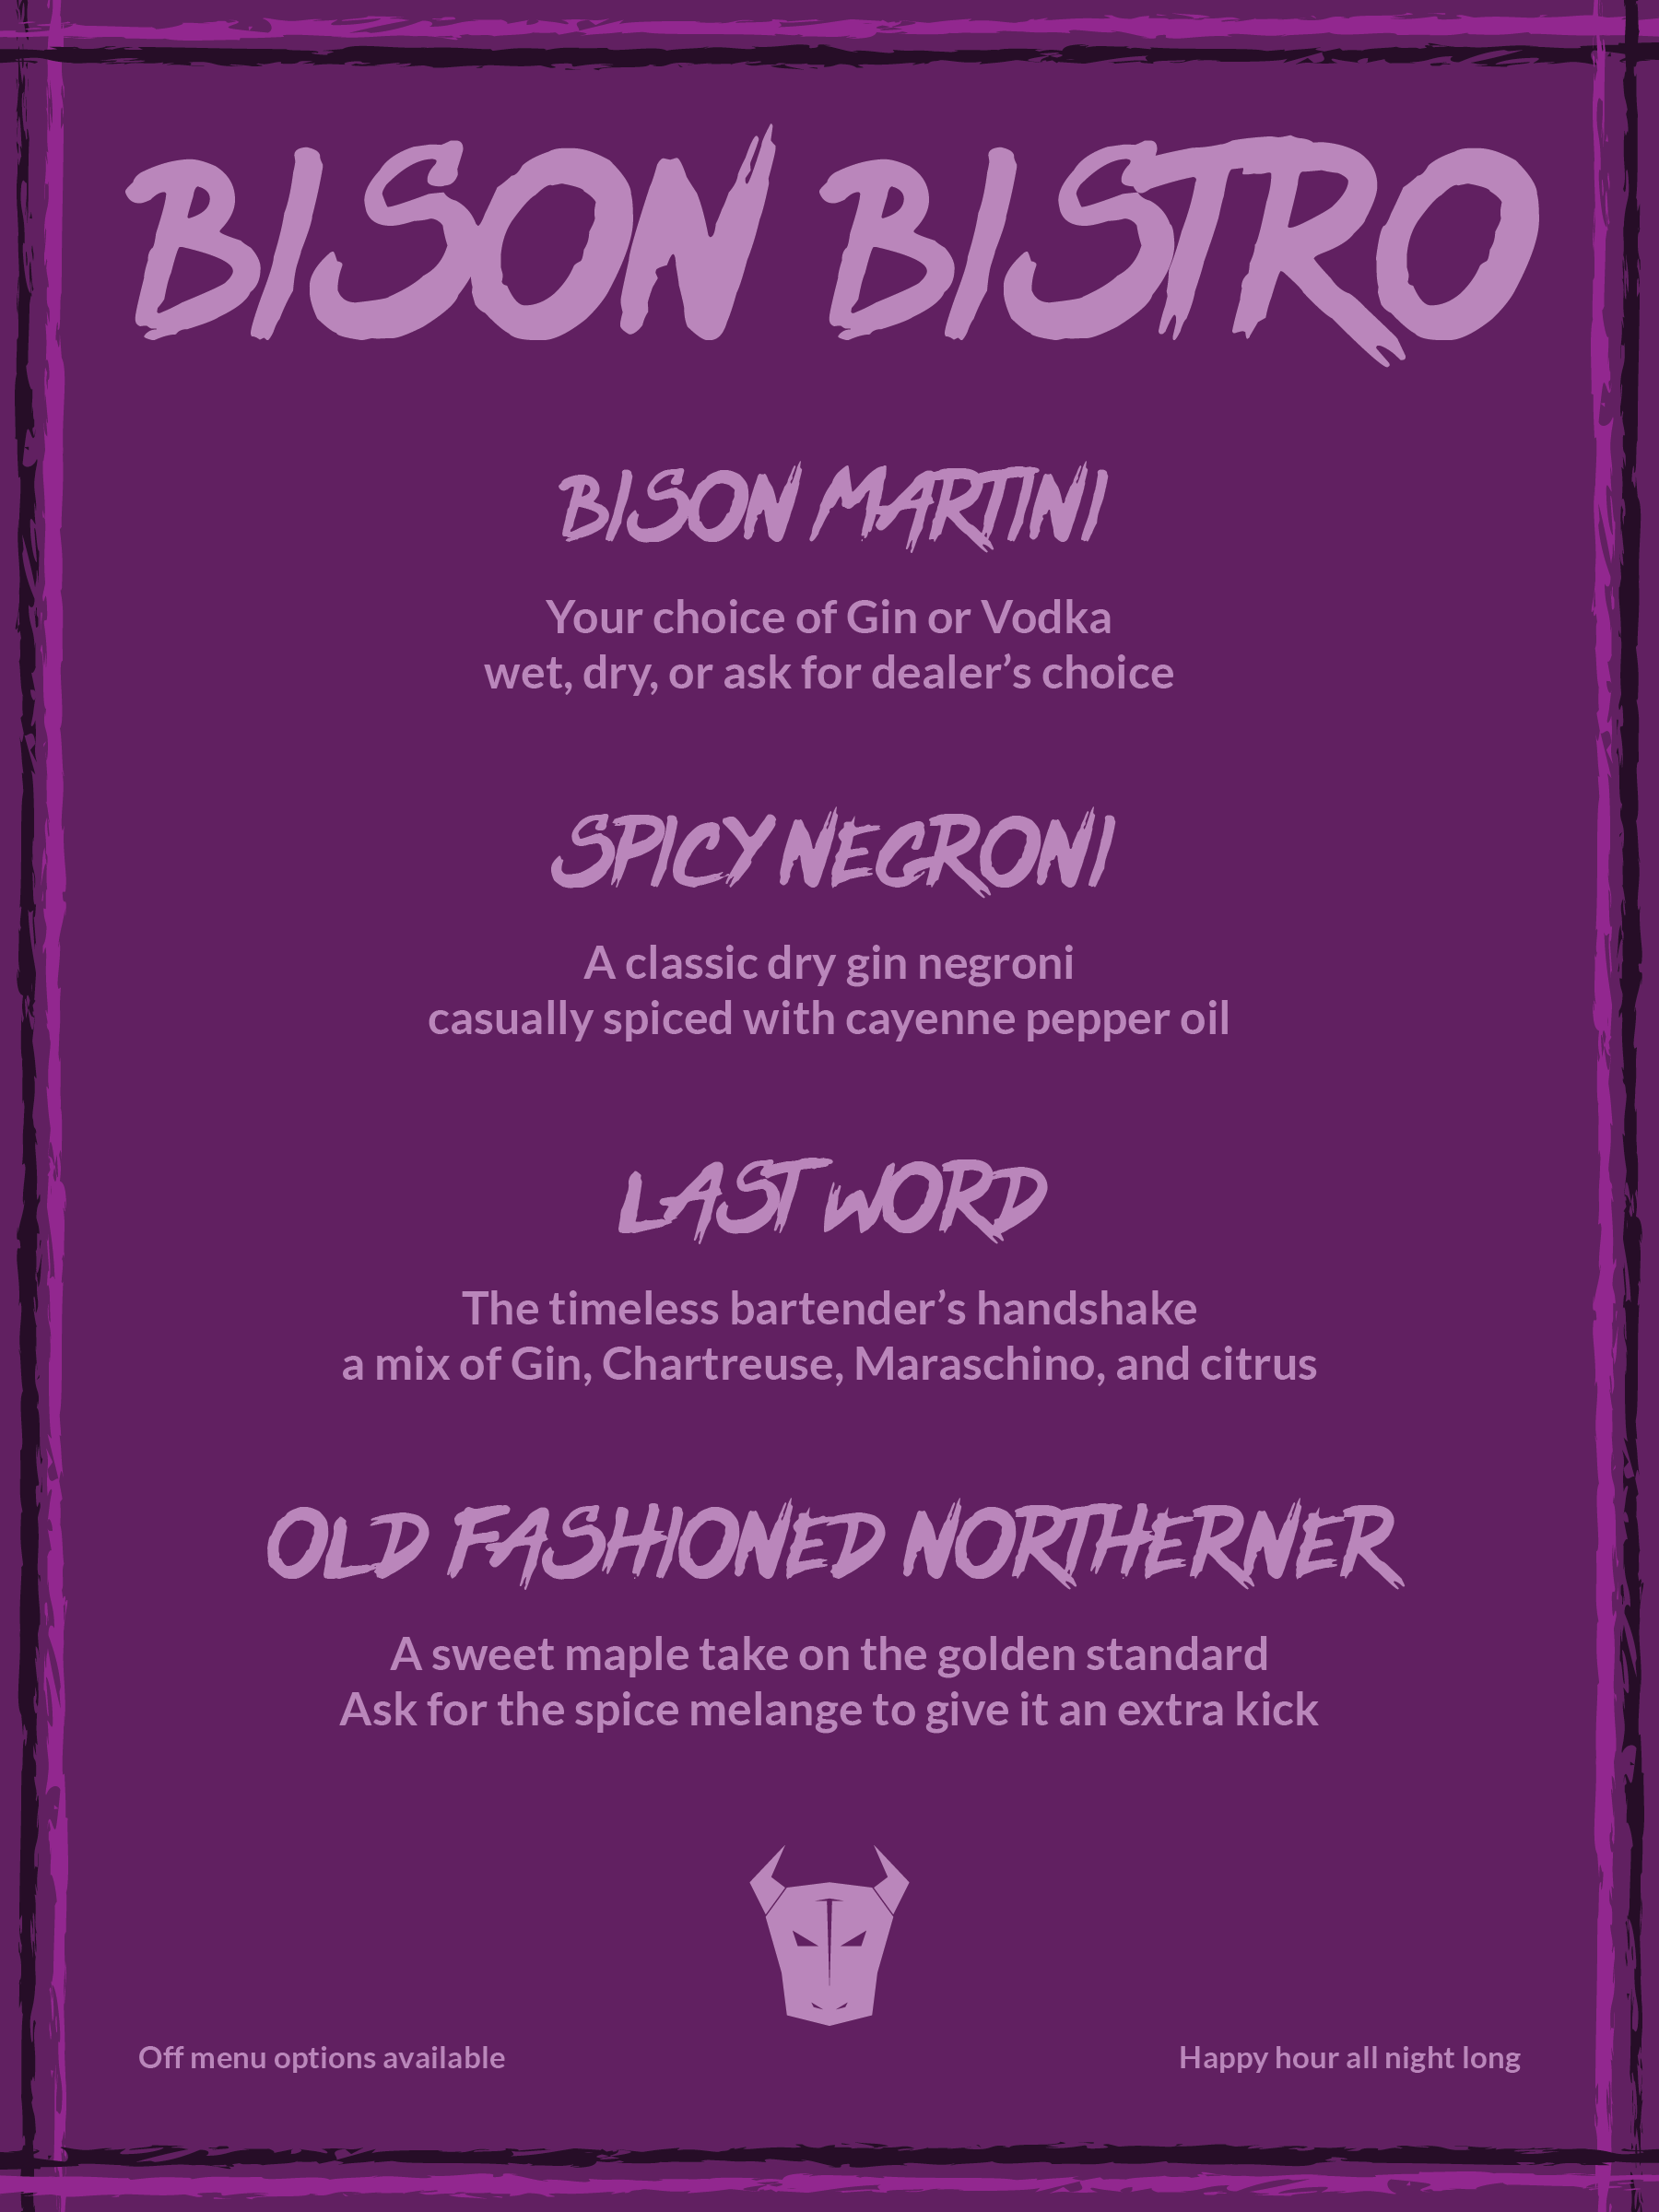 BISON BISTRO
BISON MARTINI
Your choice of Gin or Vodka
wet, dry, or ask for dealer’s choice
SPICY NEGRONI
A classic dry gin negroni
casually spiced with cayenne pepper oil
LAST WORD
The timeless bartender’s handshake
a mix of Gin, Chartreuse, Maraschino, and citrus
OLD FASHIONED NORTHERNER
A sweet maple take on the golden standard
Ask for the spice melange to give it an extra kick
Off menu options available
Happy hour all night long